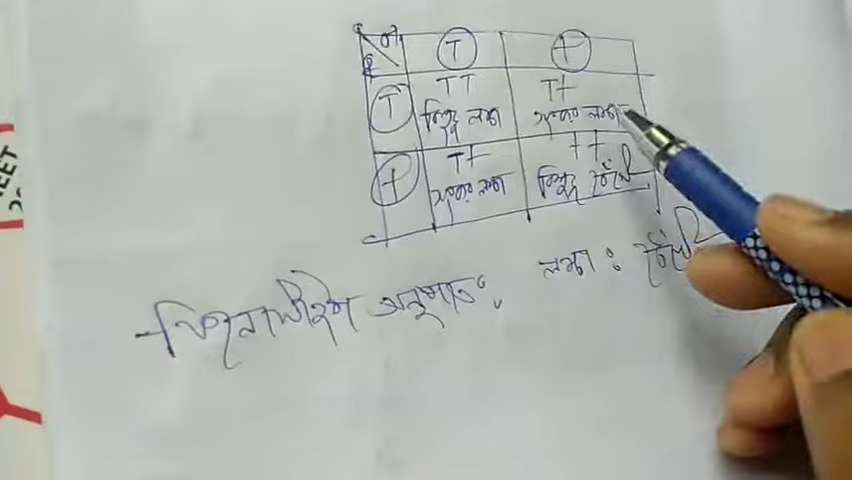 T t
T TT Tt
বিশুদ্ধ লম্বা সংকর লম্বা
t Tt tt
সংকর লম্বা বিশুদ্ধ বেঁটে
ফিনোটাইপ অনুপাত: লম্বা : বেঁটে